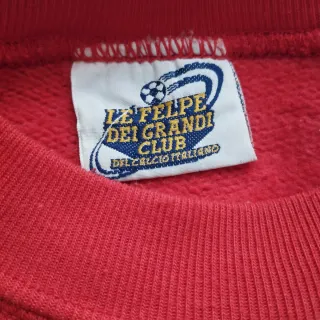 LE FELPE
DEI GRANDI
CLUB
DEL CALCIO ITALIANO